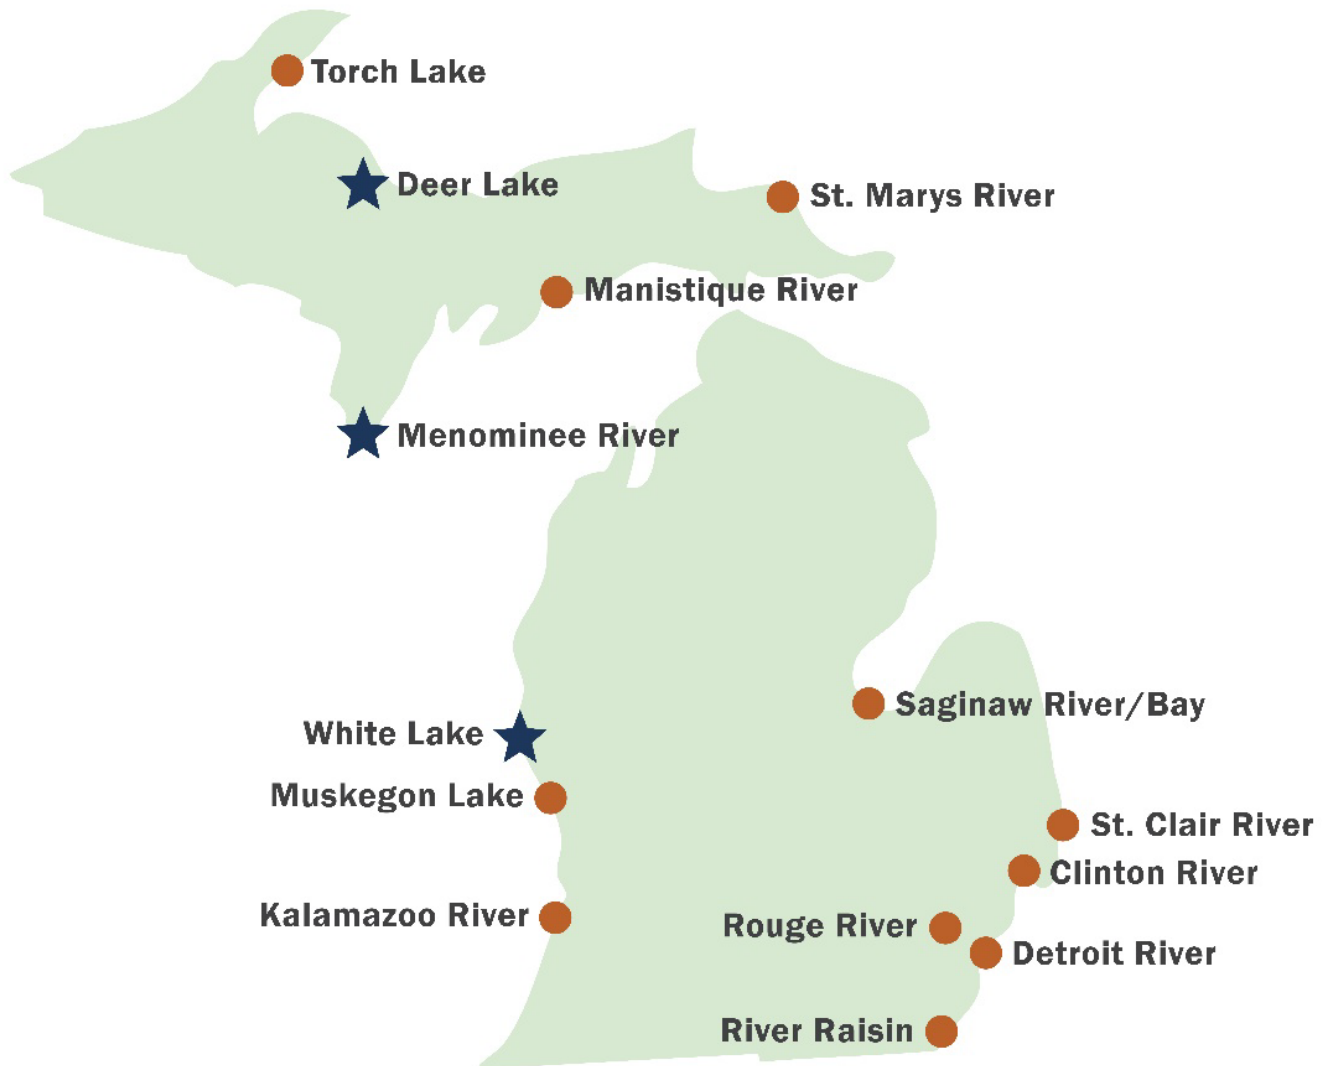 Torch Lake
Deer Lake
St. Marys River
Manistique River
Menominee River
Saginaw River/Bay
White Lake
Muskegon Lake
St. Clair River
Clinton River
Kalamazoo River
Rouge River
Detroit River
River Raisin